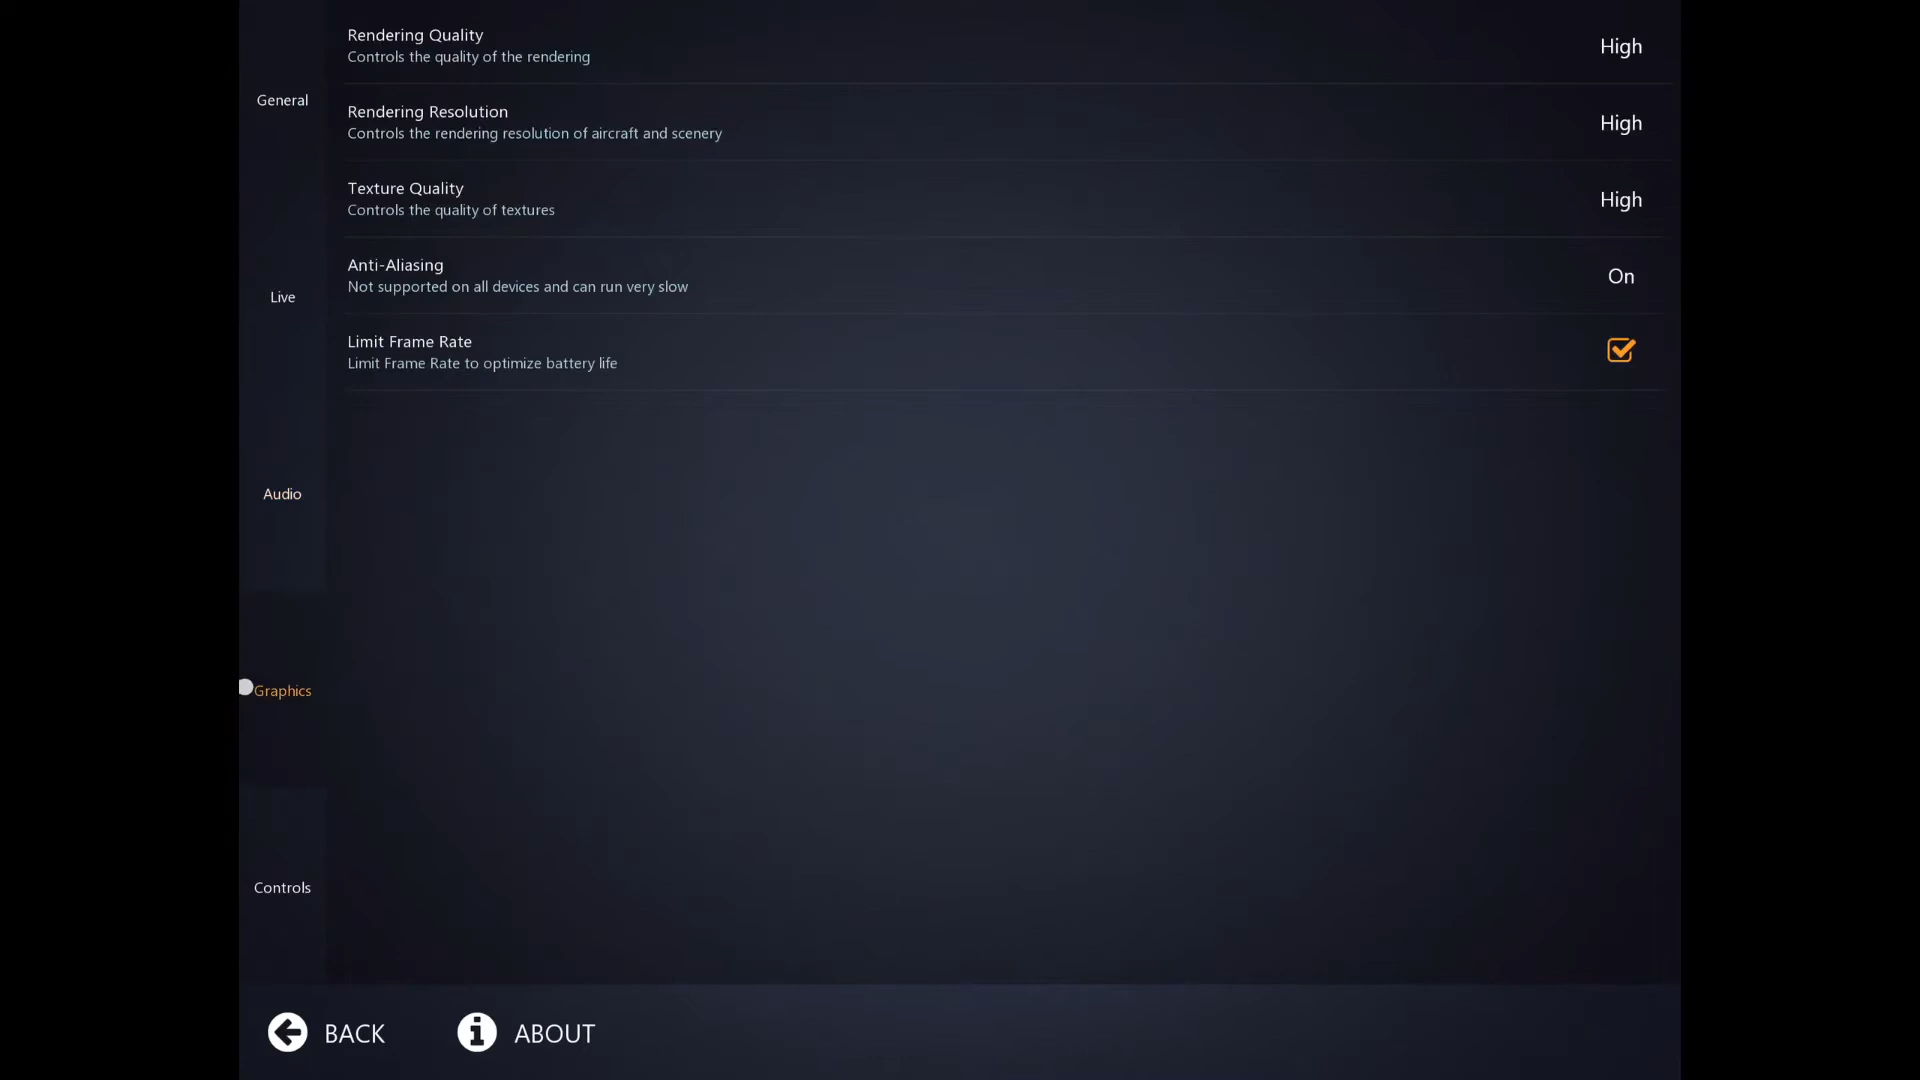 Rendering Quality
Controls the quality of the rendering
High
General
Rendering Resolution
Controls the rendering resolution of aircraft and scenery
High
Texture Quality
Controls the quality of textures
High
Anti-Aliasing
Not supported on all devices and can run very slow
On
Live
Limit Frame Rate
Limit Frame Rate to optimize battery life
Audio
Graphics
Controls
BACK
ABOUT